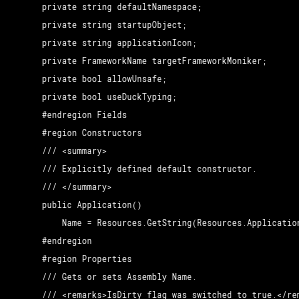 private string defaultNamespace;
private string startupObject;
private string applicationIcon;
private FrameworkName targetFrameworkMoniker;
private bool allowUnsafe;
private bool useDuckTyping;
#endregion Fields
#region Constructors
/// <summary>
/// Explicitly defined default constructor.
/// </summary>
public Application()
Name = Resources.GetString(Resources.Application
#endregion
#region Properties
/// Gets or sets Assembly Name.
/// <remarks>IsDirty flag was switched to true.</rem